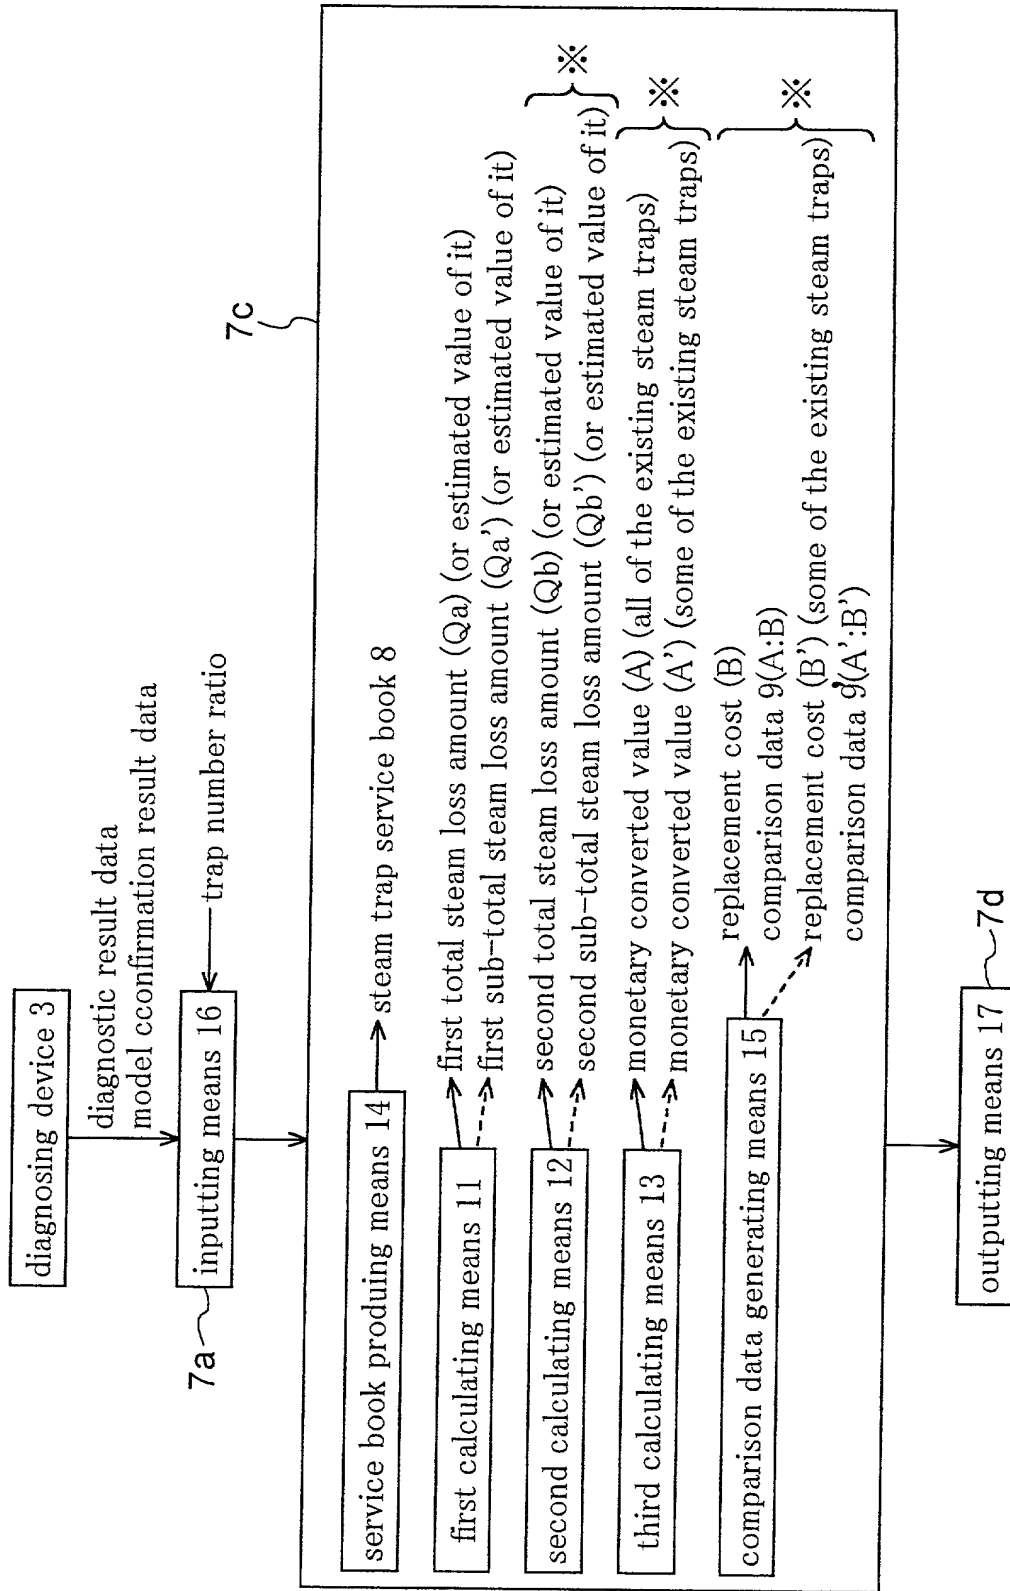 diagnosing device 3
diagnostic result data
model cconfirmation result data
inputting means 16
trap number ratio
7a
7c
service book produing means 14
steam trap service book 8
first calculating means 11
first total steam loss amount (Qa) (or estimated value of it)
first sub-total steam loss amount (Qa') (or estimated value of it)
second calculating means 12
second total steam loss amount (Qb) (or estimated value of it)
second sub-total steam loss amount (Qb') (or estimated value of it)
※
third calculating means 13
monetary converted value (A) (all of the existing steam traps)
monetary converted value (A') (some of the existing steam traps)
※
comparison data generating means 15
replacement cost (B)
comparison data 9(A:B)
replacement cost (B') (some of the existing steam traps)
comparison data 9'(A':B')
※
outputting means 17
7d